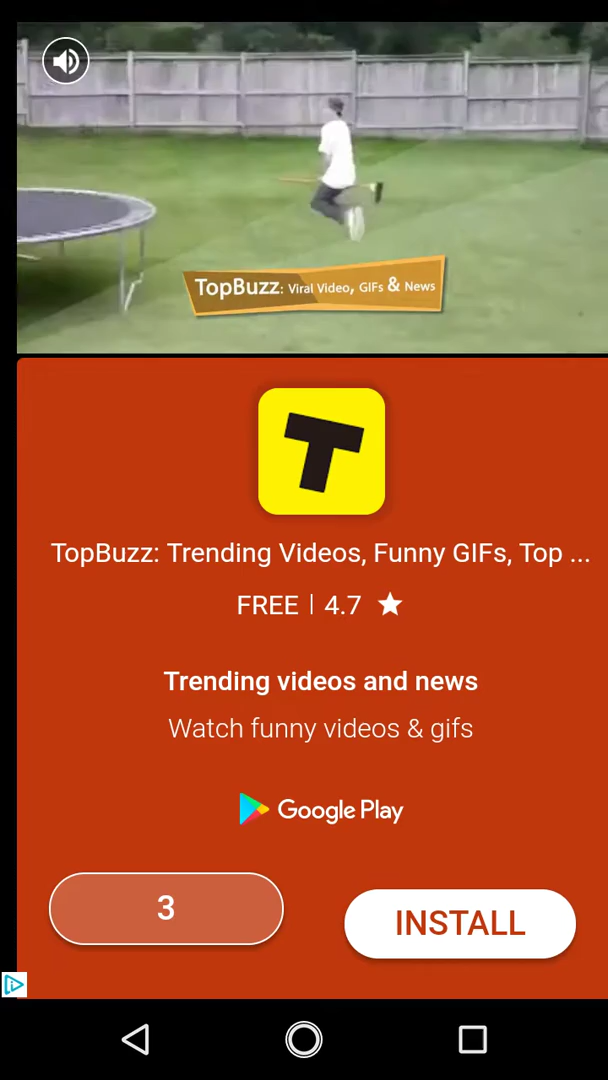 TopBuzz: Viral Video, GIFs & News
T
TopBuzz: Trending Videos, Funny GIFs, Top ...
FREE | 4.7 ★
Trending videos and news
Watch funny videos & gifs
Google Play
3
INSTALL